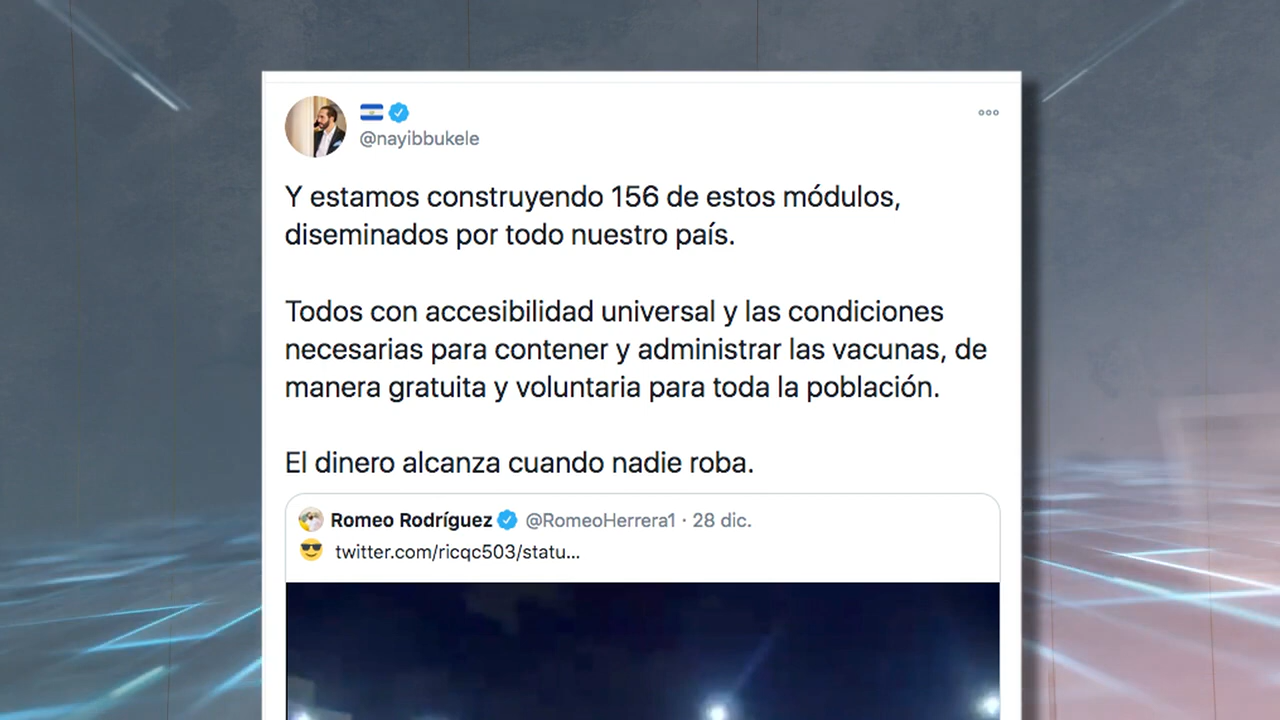 @nayibbukele
Y estamos construyendo 156 de estos módulos,
diseminados por todo nuestro país.
Todos con accesibilidad universal y las condiciones
necesarias para contener y administrar las vacunas, de
manera gratuita y voluntaria para toda la población.
El dinero alcanza cuando nadie roba.
Romeo Rodríguez @RomeoHerrera1 · 28 dic.
😎 twitter.com/ricqc503/statu...